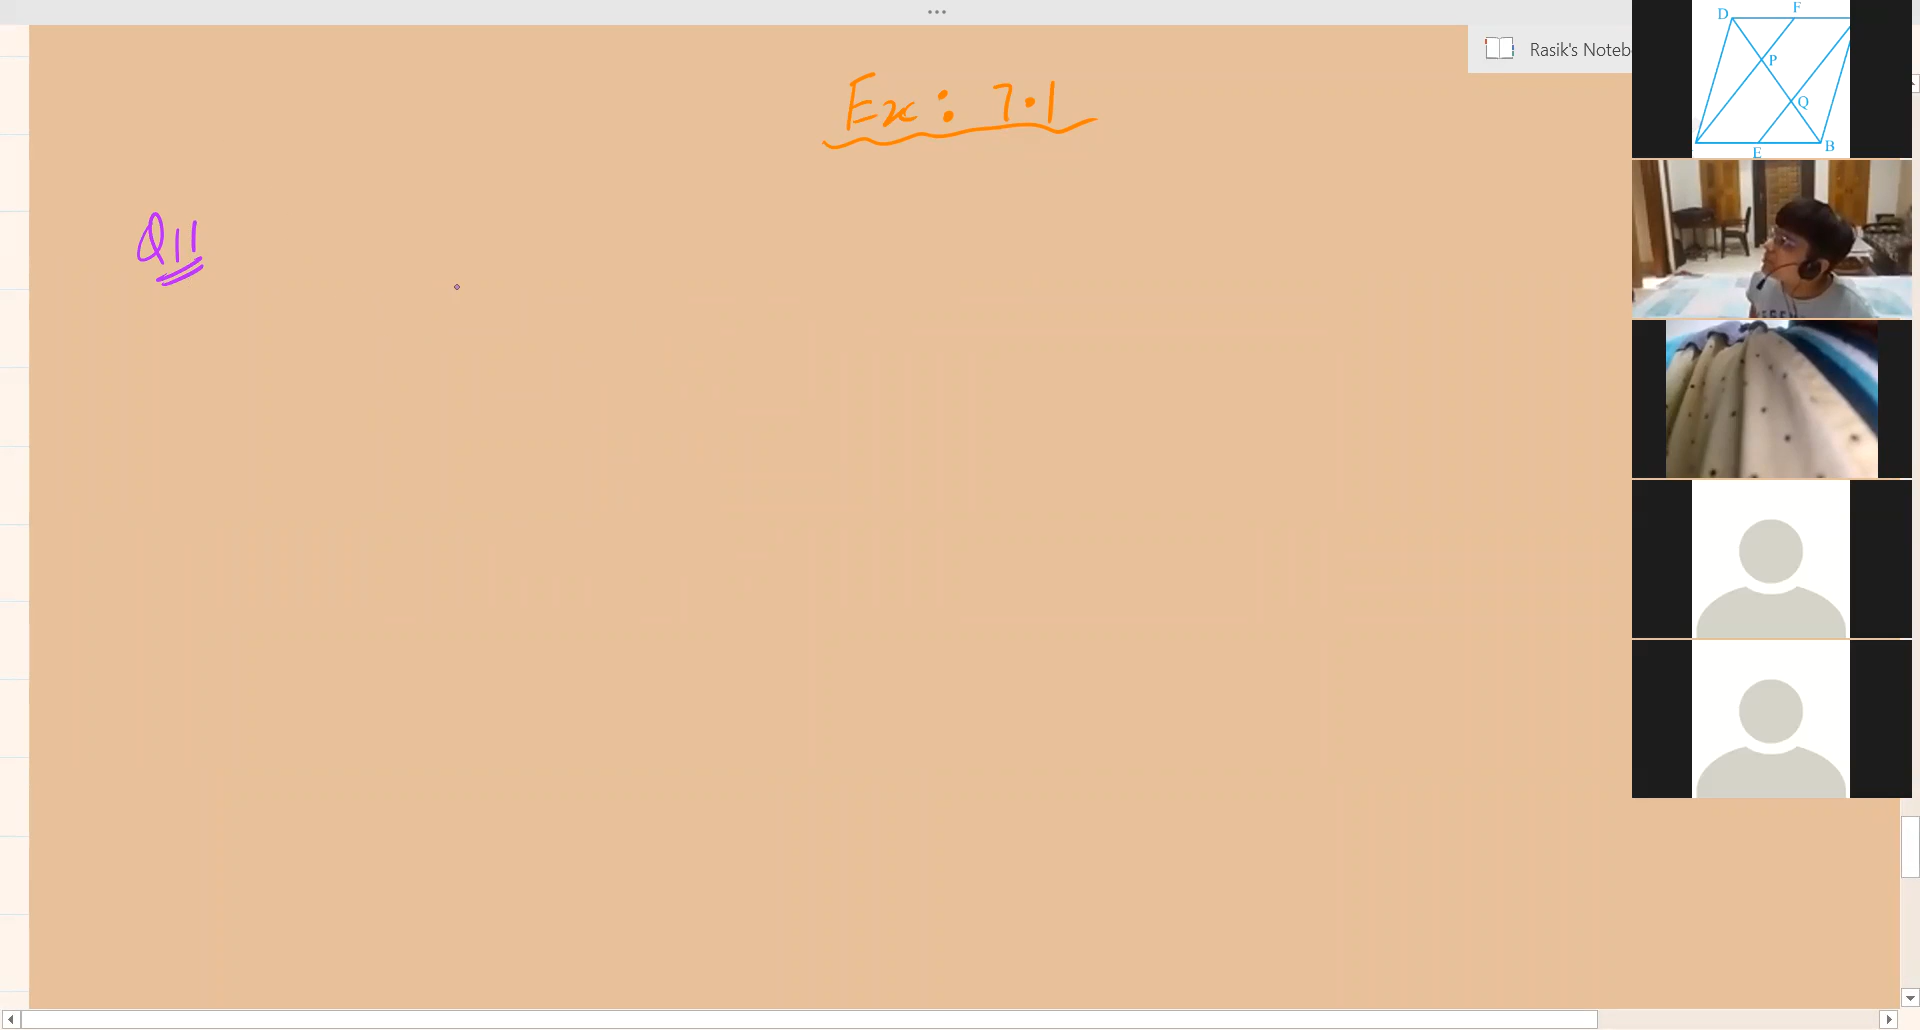 Ex: 7.1
Rasik's Noteb
Q11
D F
P
Q
E B